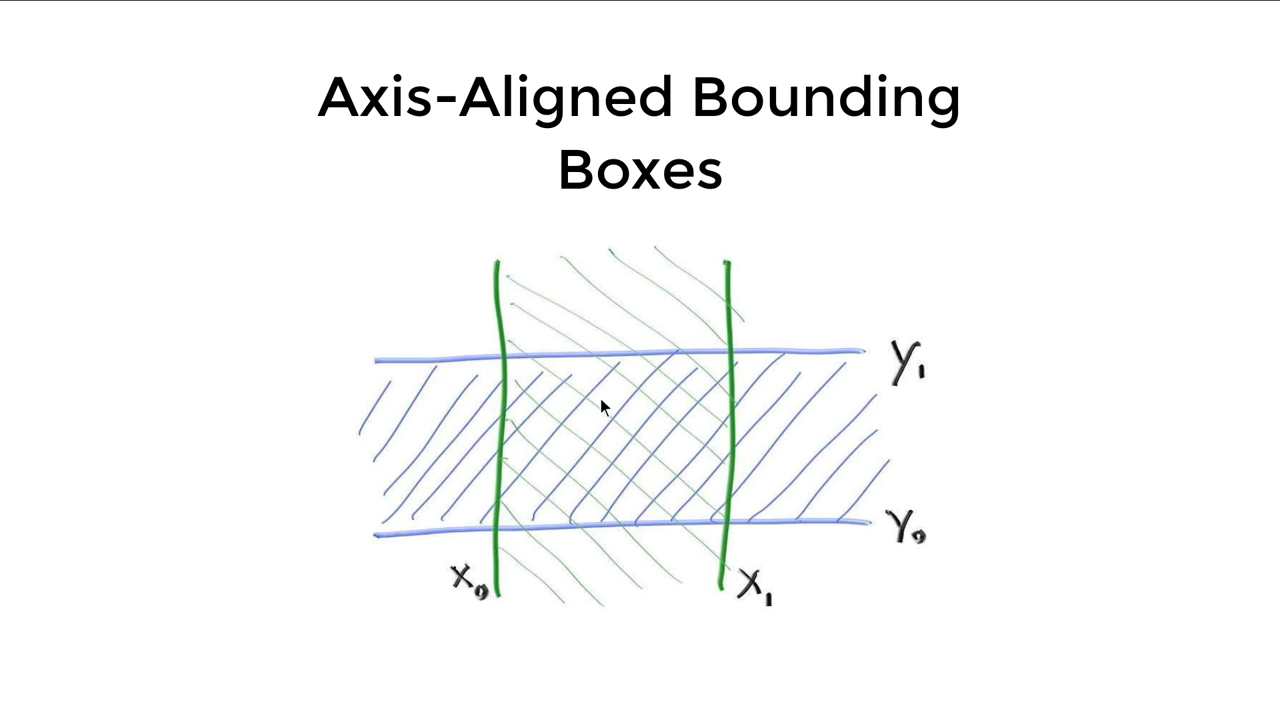 Axis-Aligned Bounding
Boxes
y₁
y₀
x₀
x₁